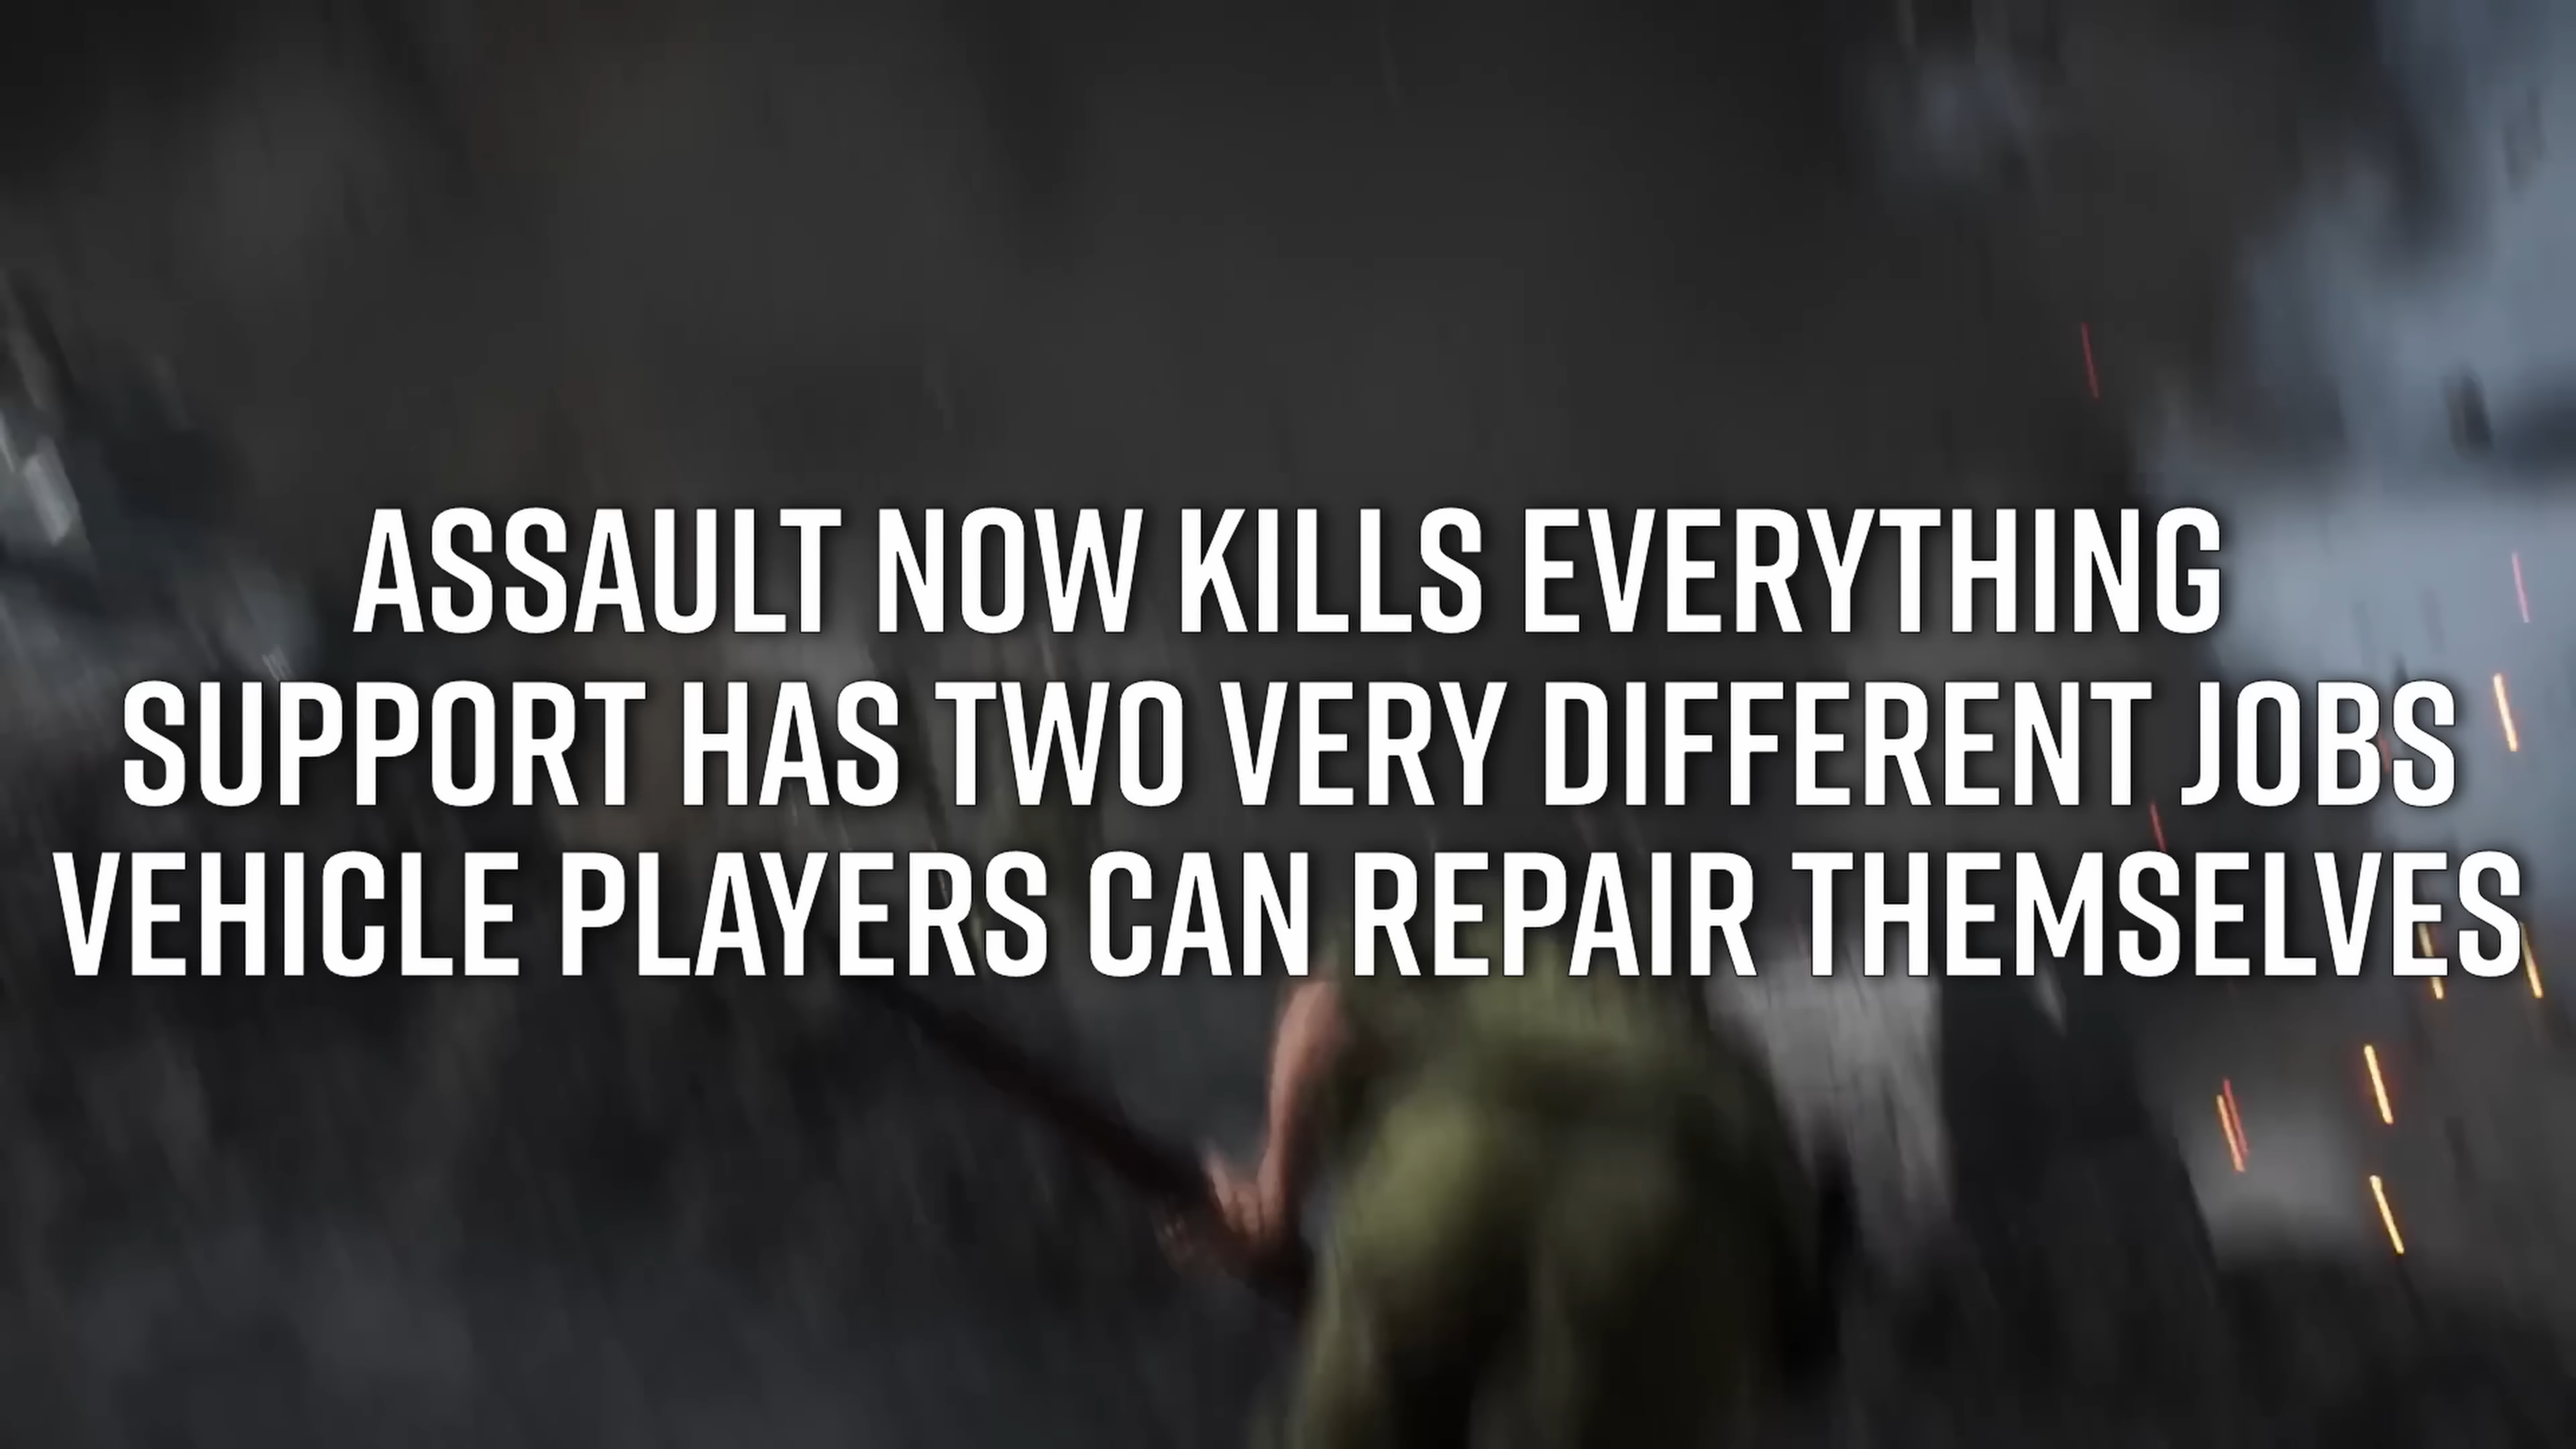 ASSAULT NOW KILLS EVERYTHING
SUPPORT HAS TWO VERY DIFFERENT JOBS
VEHICLE PLAYERS CAN REPAIR THEMSELVES